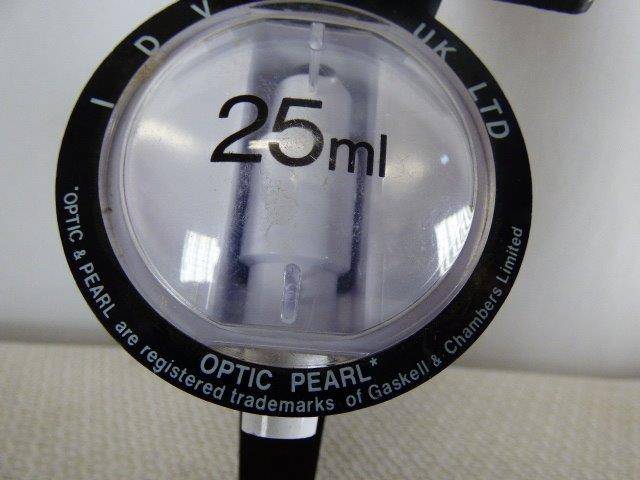 I D V UK LTD
25ml
OPTIC PEARL*
*OPTIC & PEARL are registered trademarks of Gaskell & Chambers Limited